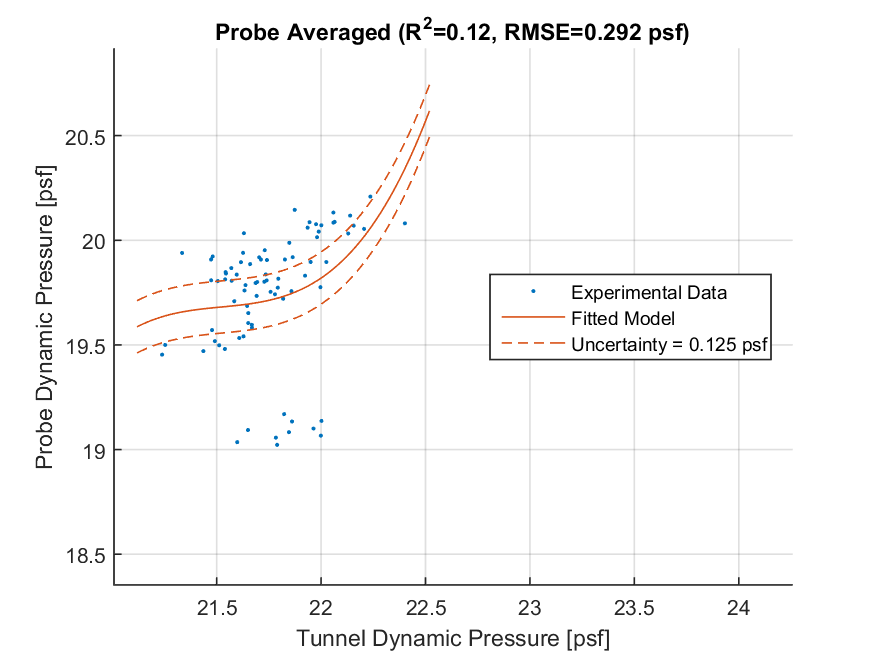 Probe Averaged (R²=0.12, RMSE=0.292 psf)
Probe Dynamic Pressure [psf]
20.5
20
19.5
19
18.5
Experimental Data
Fitted Model
Uncertainty = 0.125 psf
21.5 22 22.5 23 23.5 24
Tunnel Dynamic Pressure [psf]